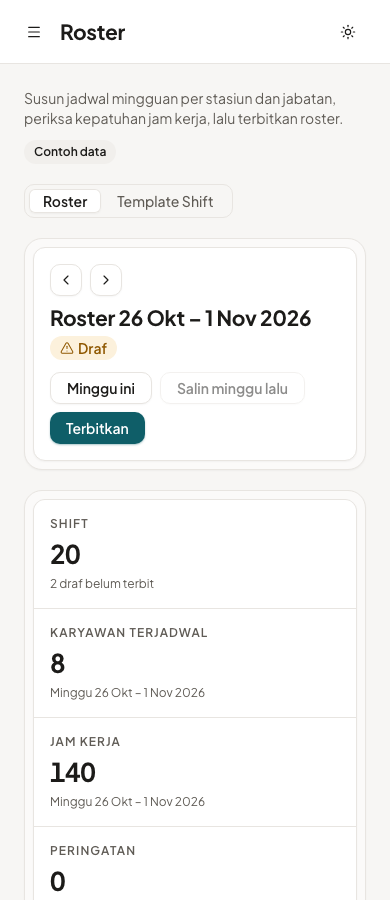 Roster
Susun jadwal mingguan per stasiun dan jabatan,
periksa kepatuhan jam kerja, lalu terbitkan roster.
Contoh data
Roster
Template Shift
Roster 26 Okt – 1 Nov 2026
Draf
Minggu ini
Salin minggu lalu
Terbitkan
SHIFT
20
2 draf belum terbit
KARYAWAN TERJADWAL
8
Minggu 26 Okt – 1 Nov 2026
JAM KERJA
140
Minggu 26 Okt – 1 Nov 2026
PERINGATAN
0